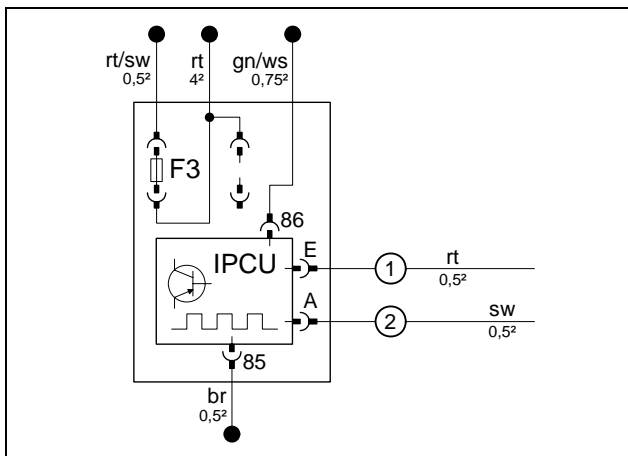 rt/sw
0,5²
rt
4²
gn/ws
0,75²
F3
86
IPCU
E
1
rt
0,5²
A
2
sw
0,5²
85
br
0,5²